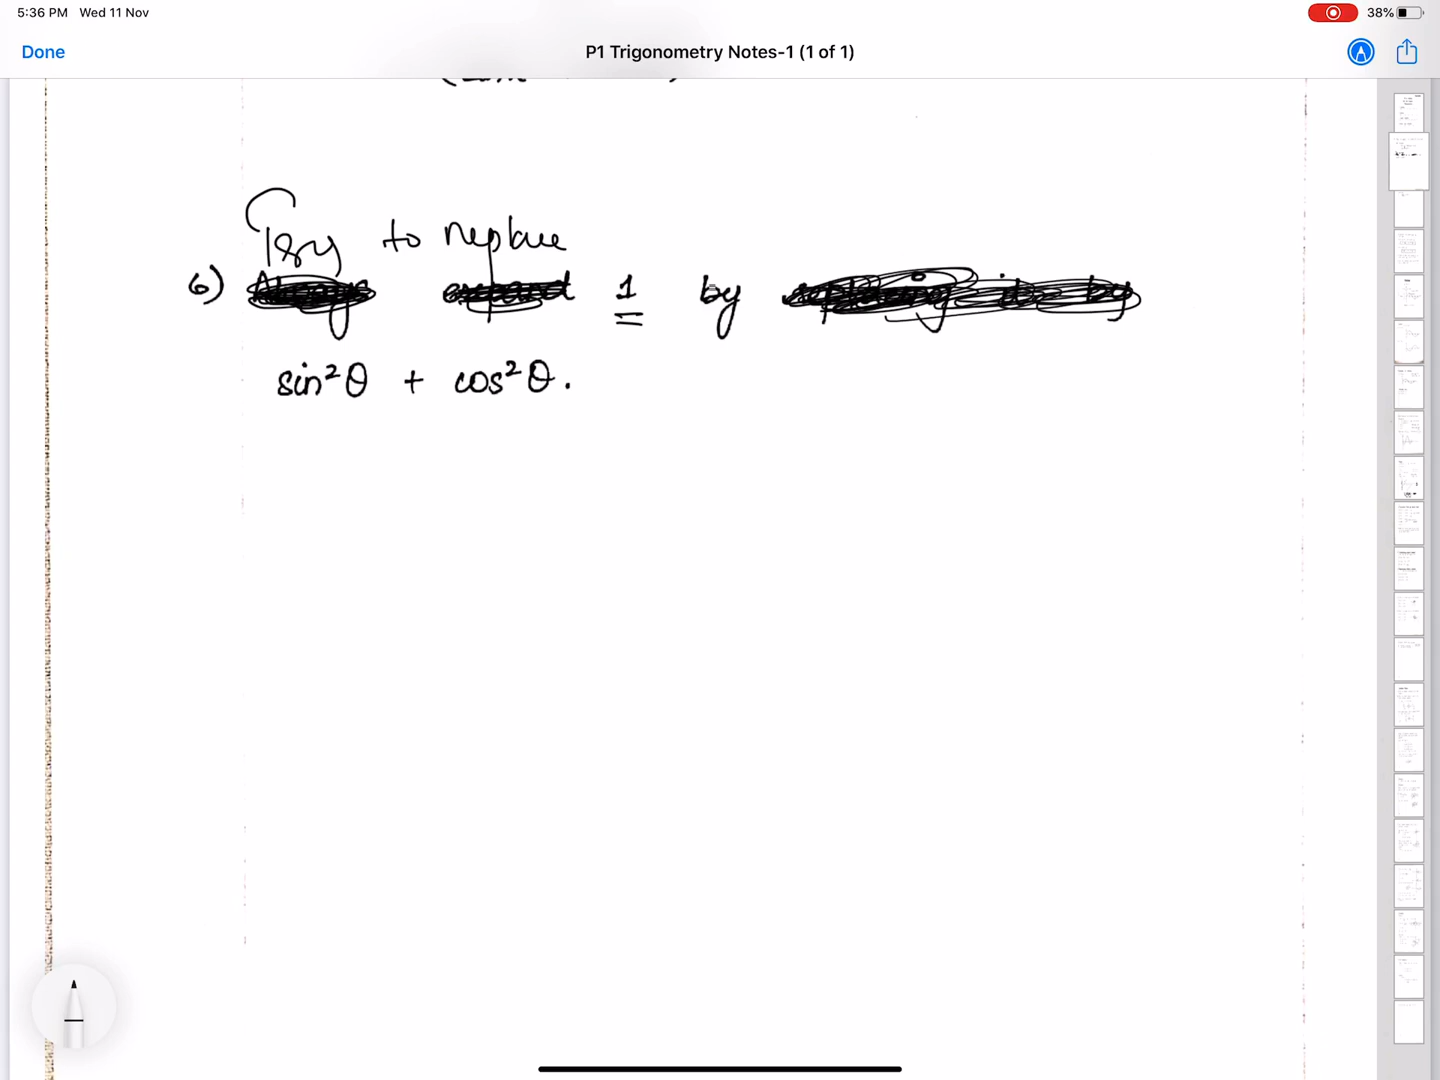 5:36 PM Wed 11 Nov
38%
Done
P1 Trigonometry Notes-1 (1 of 1)
Try to replace
6) 1 by
sin²θ + cos²θ.